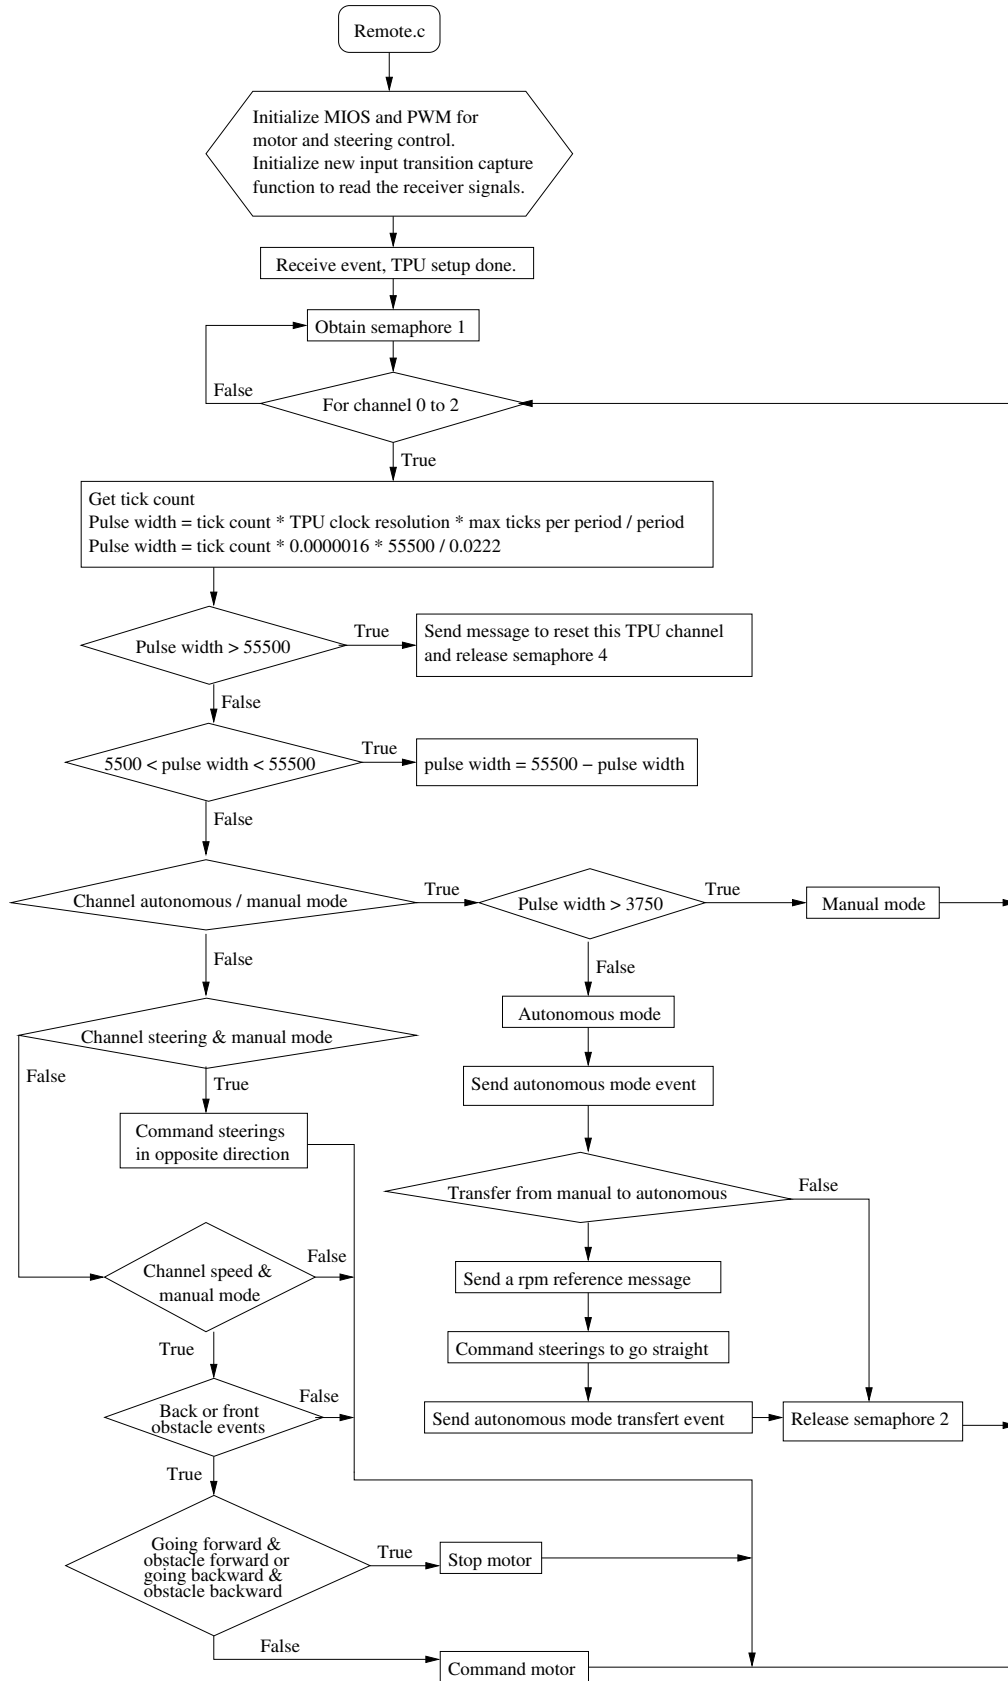 Remote.c
Initialize MIOS and PWM for
motor and steering control.
Initialize new input transition capture
function to read the receiver signals.
Receive event, TPU setup done.
Obtain semaphore 1
False
For channel 0 to 2
True
Get tick count
Pulse width = tick count * TPU clock resolution * max ticks per period / period
Pulse width = tick count * 0.0000016 * 55500 / 0.0222
Pulse width > 55500
True
Send message to reset this TPU channel
and release semaphore 4
False
5500 < pulse width < 55500
True
pulse width = 55500 − pulse width
False
Channel autonomous / manual mode
True
Pulse width > 3750
True
Manual mode
False
False
Autonomous mode
Channel steering & manual mode
False
True
Send autonomous mode event
Command steerings
in opposite direction
Transfer from manual to autonomous
False
Channel speed &
manual mode
False
Send a rpm reference message
True
Command steerings to go straight
Back or front
obstacle events
False
Send autonomous mode transfert event
Release semaphore 2
True
Going forward &
obstacle forward or
going backward &
obstacle backward
True
Stop motor
False
Command motor